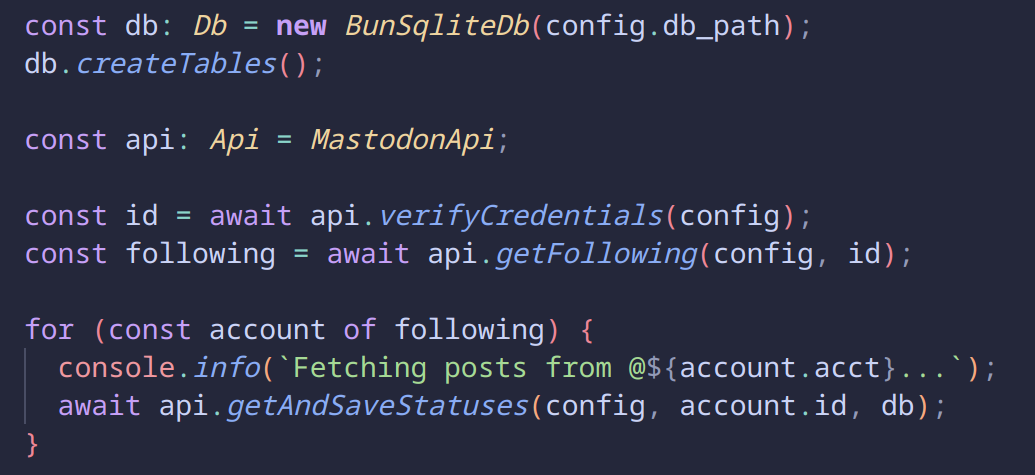 const db: Db = new BunSqliteDb(config.db_path);
db.createTables();
const api: Api = MastodonApi;
const id = await api.verifyCredentials(config);
const following = await api.getFollowing(config, id);
for (const account of following) {
console.info(`Fetching posts from @${account.acct}...`);
await api.getAndSaveStatuses(config, account.id, db);
}